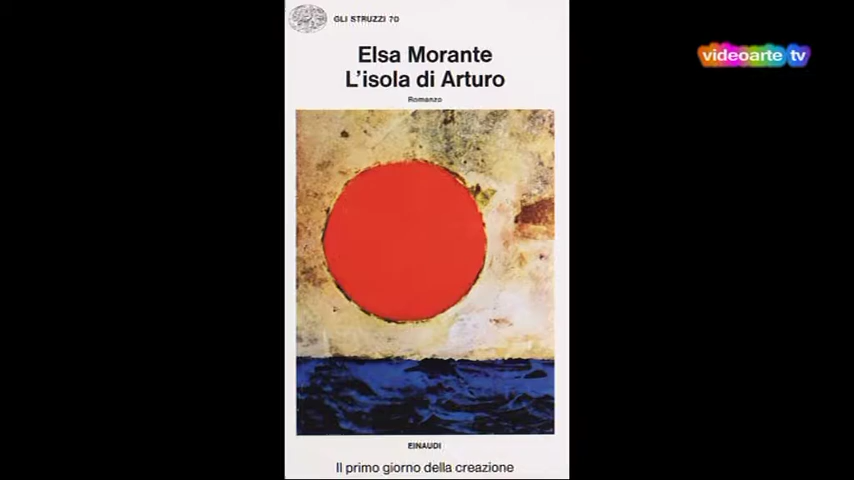 GLI STRUZZI 70
videoarte tv
Elsa Morante
L'isola di Arturo
Romanzo
EINAUDI
Il primo giorno della creazione